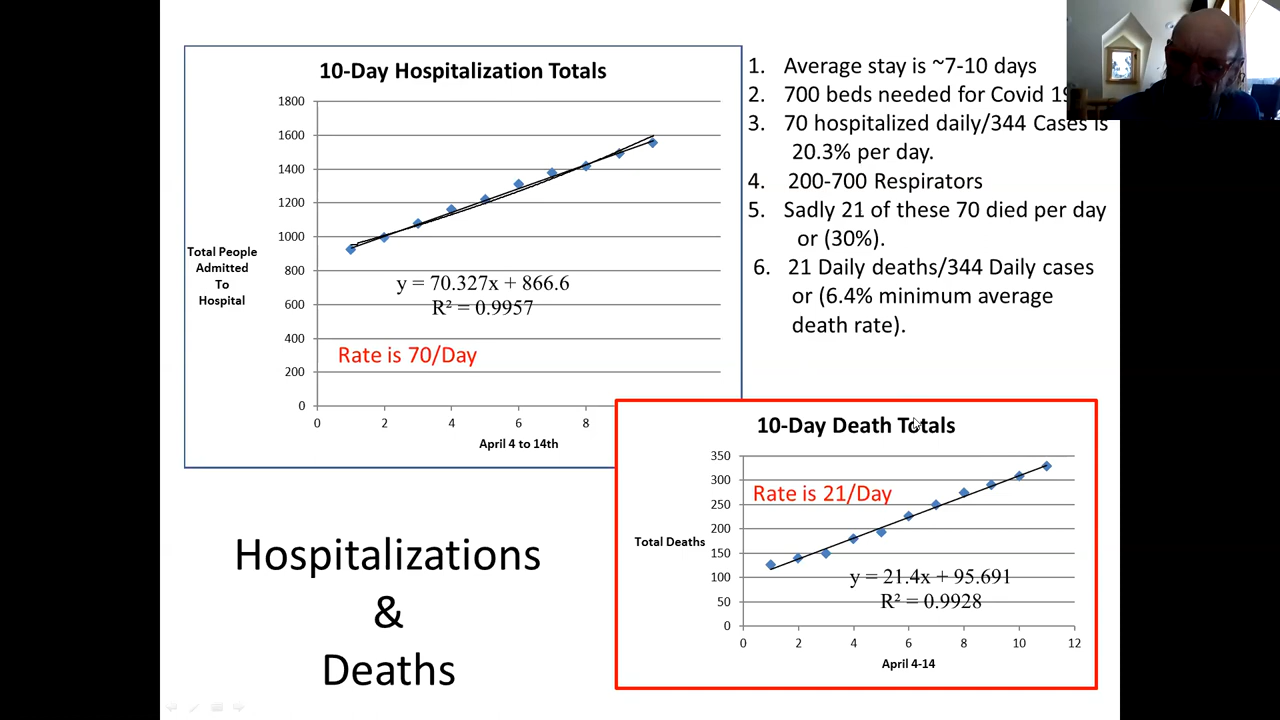 10-Day Hospitalization Totals
1800
1600
1400
1200
1000
800
600
400
200
0
Total People
Admitted
To
Hospital
y = 70.327x + 866.6
R² = 0.9957
Rate is 70/Day
0 2 4 6 8
April 4 to 14th
1. Average stay is ~7-10 days
2. 700 beds needed for Covid
3. 70 hospitalized daily/344 Cases is
20.3% per day.
4. 200-700 Respirators
5. Sadly 21 of these 70 died per day
or (30%).
6. 21 Daily deaths/344 Daily cases
or (6.4% minimum average
death rate).
10-Day Death Totals
350
300
250
200
150
100
50
0
Rate is 21/Day
Total Deaths
y = 21.4x + 95.691
R² = 0.9928
0 2 4 6 8 10 12
April 4-14
Hospitalizations
&
Deaths